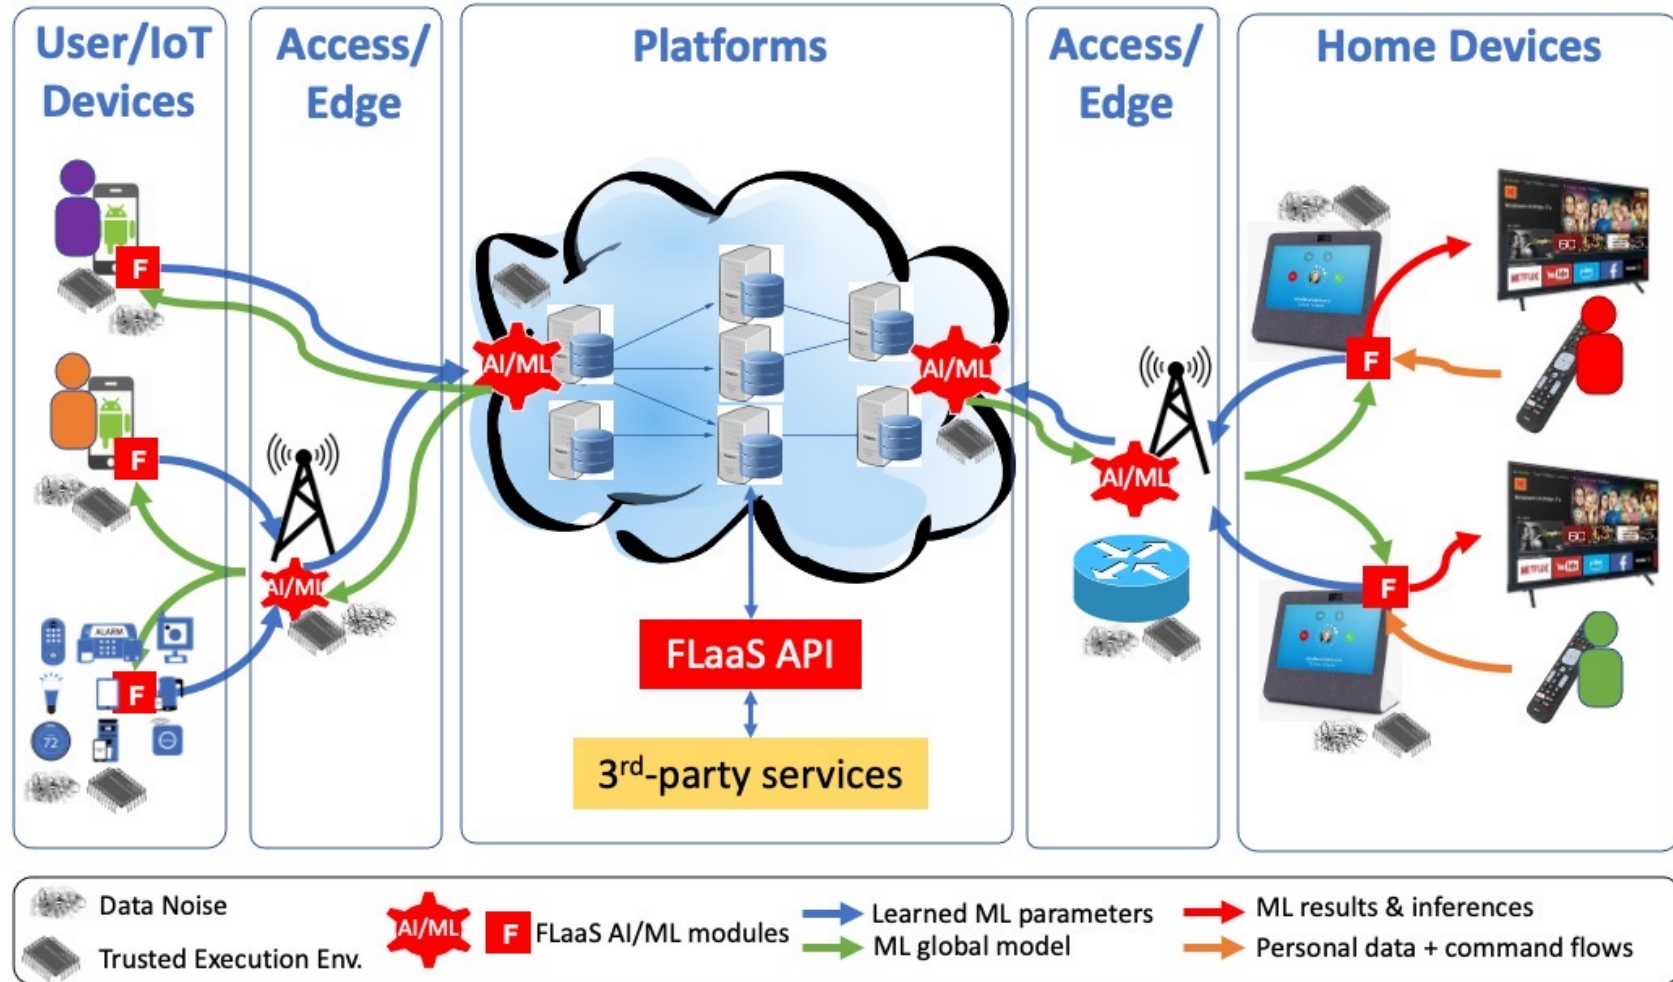 User/IoT
Devices
Access/
Edge
Platforms
Access/
Edge
Home Devices
F
F
ALARM
F
72
AI/ML
AI/ML
AI/ML
AI/ML
FLaaS API
3rd-party services
F
NETFLIX
F
NETFLIX
Data Noise
Trusted Execution Env.
AI/ML
F
FLaaS AI/ML modules
Learned ML parameters
ML global model
ML results & inferences
Personal data + command flows